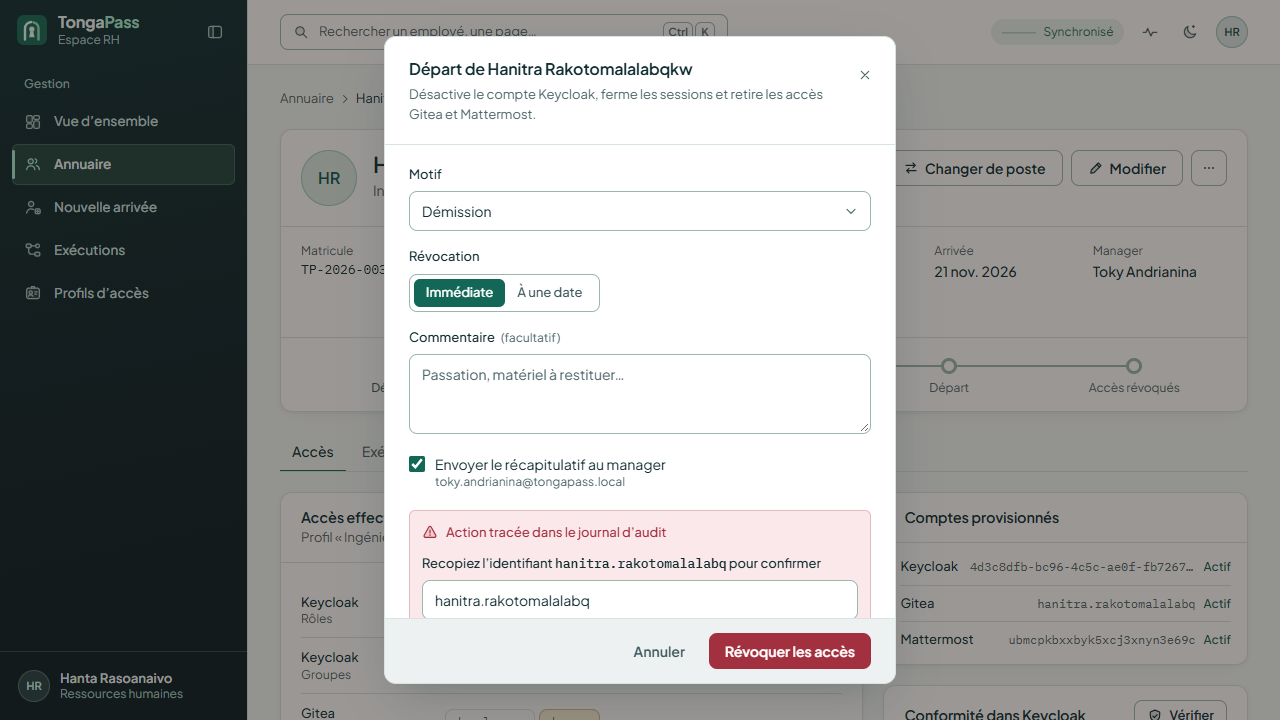 TongaPass
Espace RH
Gestion
Vue d'ensemble
Annuaire
Nouvelle arrivée
Exécutions
Profils d'accès
HR
Hanta Rasoanaivo
Ressources humaines
Rechercher un employé, une page…
Ctrl K
Synchronisé
HR
Annuaire
HR
Changer de poste
Modifier
Matricule
Arrivée
21 nov. 2026
Manager
Toky Andrianina
Départ
Accès révoqués
Accès
Keycloak
Rôles
Keycloak
Groupes
Gitea
Comptes provisionnés
Keycloak 4d3c8dfb-bc96-4c5c-ae0f-fb7267… Actif
Gitea hanitra.rakotomalalabq Actif
Mattermost ubmcpkbxxbyk5xcj3xnyn3e69c Actif
Conformité dans Keycloak
Vérifier
Départ de Hanitra Rakotomalalabqkw
Désactive le compte Keycloak, ferme les sessions et retire les accès
Gitea et Mattermost.
Motif
Démission
Révocation
Immédiate
À une date
Commentaire (facultatif)
Passation, matériel à restituer…
Envoyer le récapitulatif au manager
toky.andrianina@tongapass.local
Action tracée dans le journal d'audit
Recopiez l'identifiant hanitra.rakotomalalabq pour confirmer
hanitra.rakotomalalabq
Annuler
Révoquer les accès